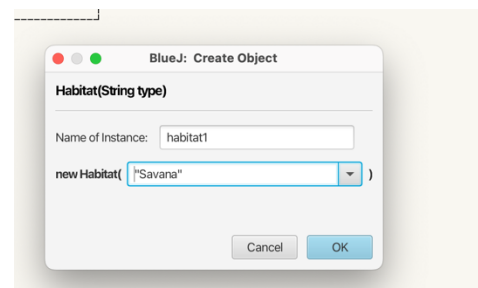 BlueJ: Create Object
Habitat(String type)
Name of Instance: habitat1
new Habitat( "Savana" )
Cancel OK